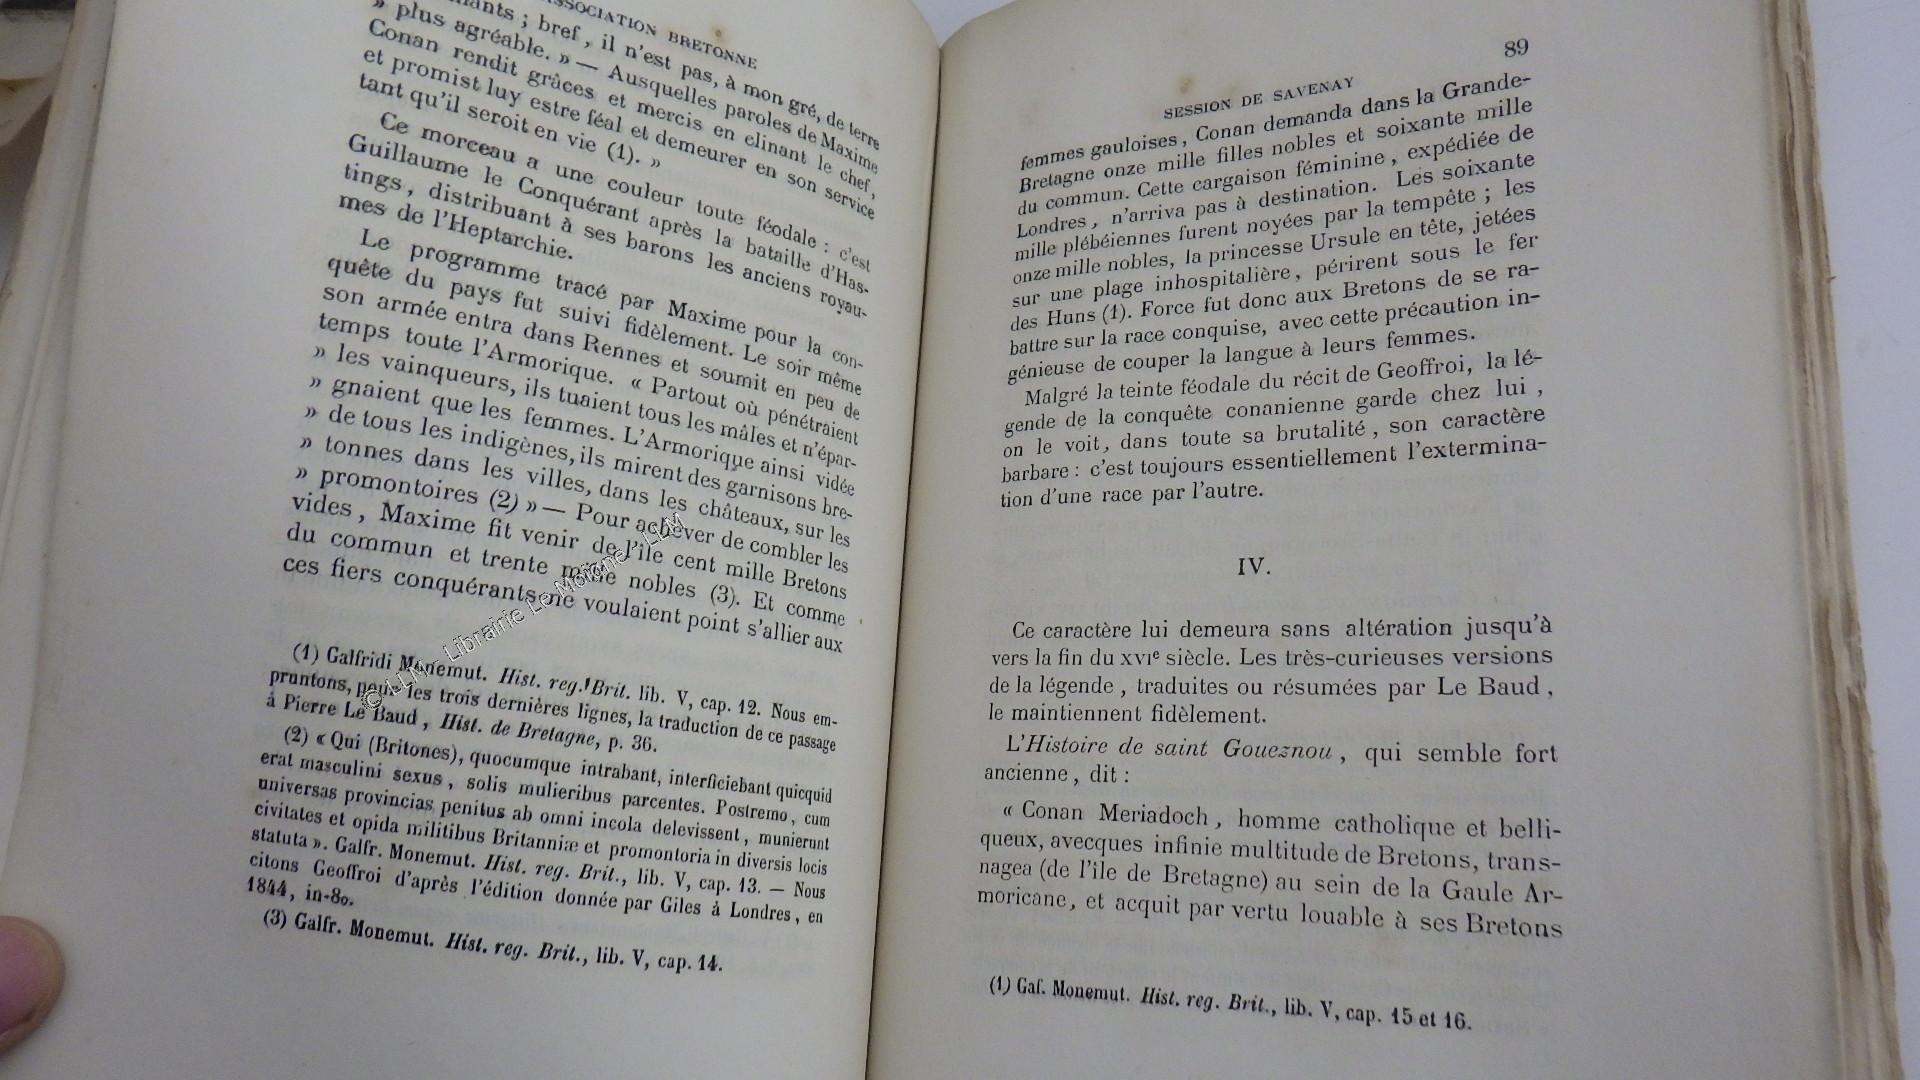 ASSOCIATION BRETONNE
; bref, il n'est pas, à mon gré, de terre
» plus agréable. » — Ausquelles paroles de Maxime
Conan rendit grâces et mercis en clinant le chef,
et promist luy estre féal et demeurer en son service
tant qu'il seroit en vie (1). »
Ce morceau a une couleur toute féodale : c'est
Guillaume le Conquérant après la bataille d'Has-
tings, distribuant à ses barons les anciens royau-
mes de l'Heptarchie.
Le programme tracé par Maxime pour la con-
quête du pays fut suivi fidèlement. Le soir même
son armée entra dans Rennes et soumit en peu de
temps toute l'Armorique. « Partout où pénétraient
» les vainqueurs, ils tuaient tous les mâles et n'épar-
» gnaient que les femmes. L'Armorique ainsi vidée
» de tous les indigènes, ils mirent des garnisons bre-
» tonnes dans les villes, dans les châteaux, sur les
» promontoires (2) » — Pour achever de combler les
vides, Maxime fit venir de l'île cent mille Bretons
du commun et trente mille nobles (3). Et comme
ces fiers conquérants ne voulaient point s'allier aux
(1) Galfridi Monemut. Hist. reg. Brit. lib. V, cap. 12. Nous em-
pruntons, pour les trois dernières lignes, la traduction de ce passage
à Pierre Le Baud, Hist. de Bretagne, p. 36.
(2) « Qui (Britones), quocumque intrabant, interficiebant quicquid
erat masculini sexus, solis mulieribus parcentes. Postremo, cum
universas provincias penitus ab omni incola delevissent, munierunt
civitates et opida militibus Britanniæ et promontoria in diversis locis
statuta ». Galfr. Monemut. Hist. reg. Brit., lib. V, cap. 13. — Nous
citons Geoffroi d'après l'édition donnée par Giles à Londres, en
1844, in-8o.
(3) Galfr. Monemut. Hist. reg. Brit., lib. V, cap. 14.
© LLM - Librairie Le Moigne - LLM
89
SESSION DE SAVENAY
femmes gauloises, Conan demanda dans la Grande-
Bretagne onze mille filles nobles et soixante mille
du commun. Cette cargaison féminine, expédiée de
Londres, n'arriva pas à destination. Les soixante
mille plébéiennes furent noyées par la tempête ; les
onze mille nobles, la princesse Ursule en tête, jetées
sur une plage inhospitalière, périrent sous le fer
des Huns (1). Force fut donc aux Bretons de se ra-
battre sur la race conquise, avec cette précaution in-
génieuse de couper la langue à leurs femmes.
Malgré la teinte féodale du récit de Geoffroi, la lé-
gende de la conquête conanienne garde chez lui,
on le voit, dans toute sa brutalité, son caractère
barbare : c'est toujours essentiellement l'extermina-
tion d'une race par l'autre.
IV.
Ce caractère lui demeura sans altération jusqu'à
vers la fin du XVIe siècle. Les très-curieuses versions
de la légende, traduites ou résumées par Le Baud,
le maintiennent fidèlement.
L'Histoire de saint Goueznou, qui semble fort
ancienne, dit :
« Conan Meriadoch, homme catholique et belli-
queux, avecques infinie multitude de Bretons, trans-
nagea (de l'île de Bretagne) au sein de la Gaule Ar-
moricane, et acquit par vertu louable à ses Bretons
(1) Gaf. Monemut. Hist. reg. Brit., lib. V, cap. 15 et 16.